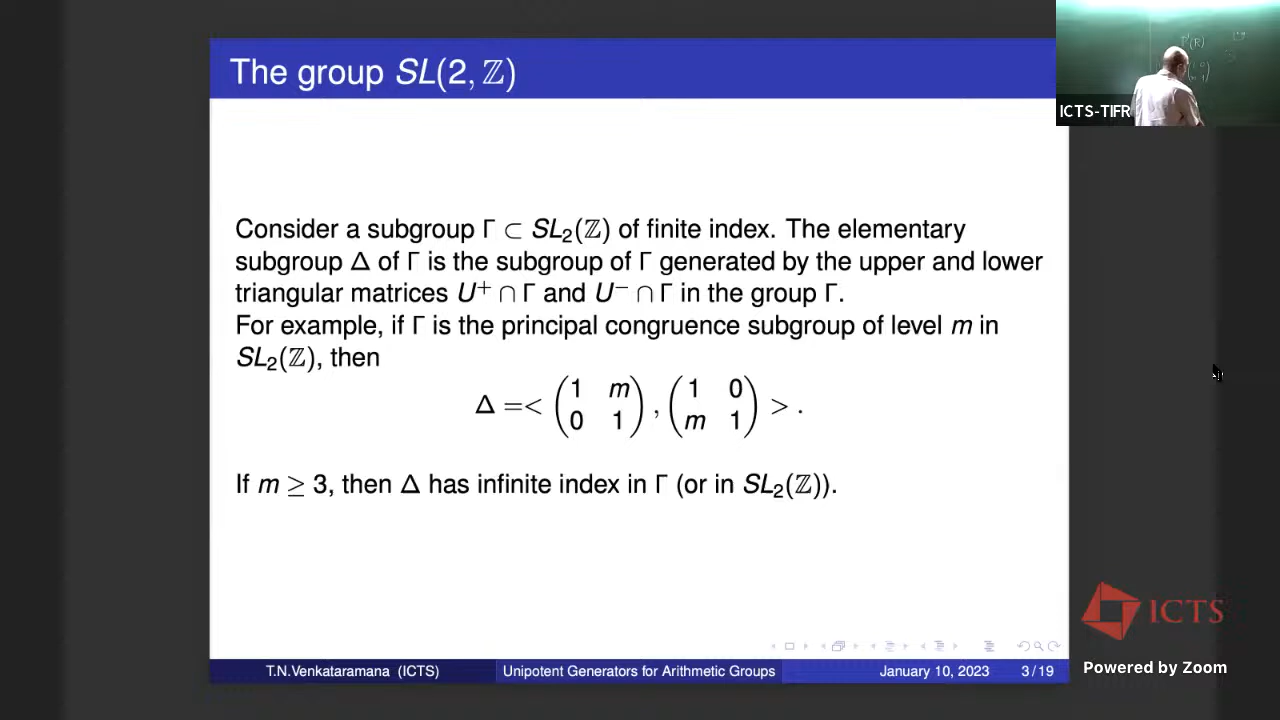 The group SL(2, ℤ)
ICTS-TIFR
Consider a subgroup Γ ⊂ SL₂(ℤ) of finite index. The elementary
subgroup Δ of Γ is the subgroup of Γ generated by the upper and lower
triangular matrices U⁺ ∩ Γ and U⁻ ∩ Γ in the group Γ.
For example, if Γ is the principal congruence subgroup of level m in
SL₂(ℤ), then
Δ =< (1 m
0 1), (1 0
m 1) > .
If m ≥ 3, then Δ has infinite index in Γ (or in SL₂(ℤ)).
ICTS
Powered by Zoom
T.N.Venkataramana (ICTS) Unipotent Generators for Arithmetic Groups January 10, 2023 3 / 19